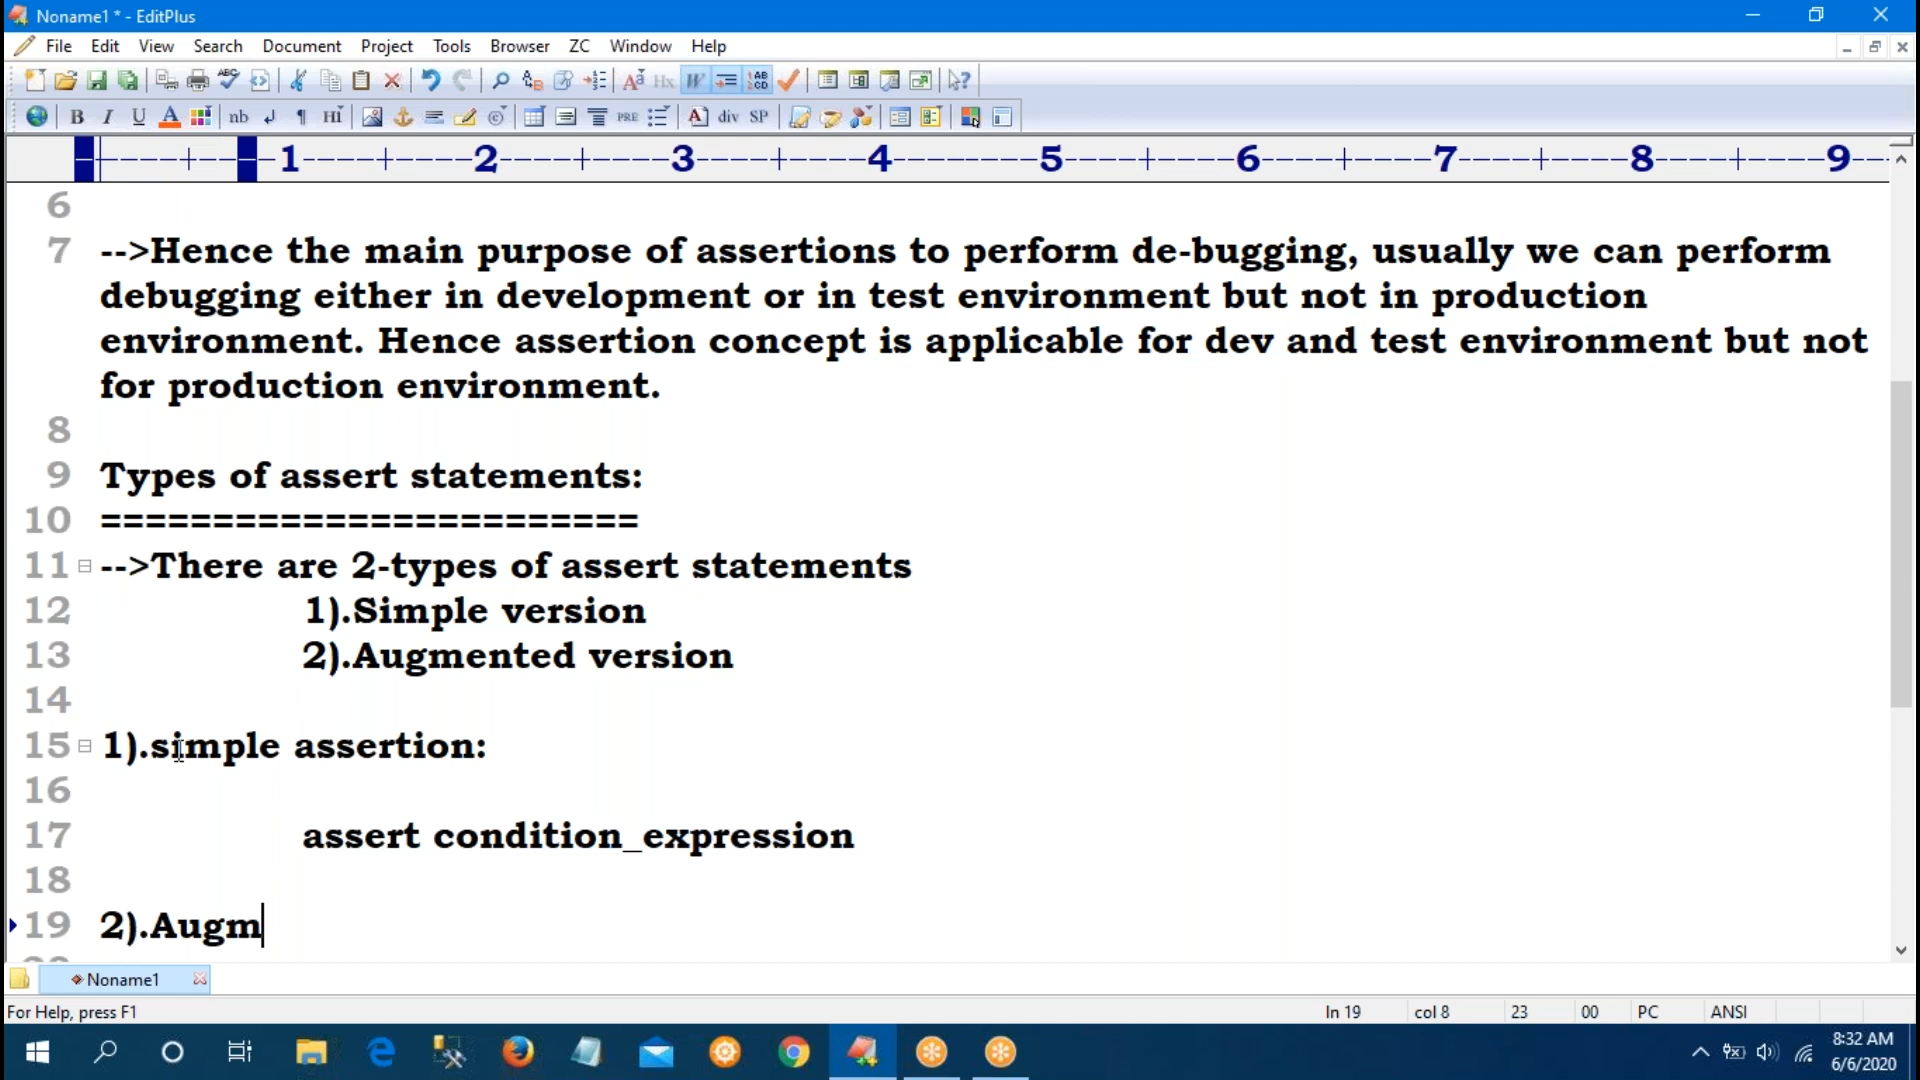 Noname1 * - EditPlus
File Edit View Search Document Project Tools Browser ZC Window Help
B I U A nb HI PRE A div SP
1 2 3 4 5 6 7 8 9
6
7 -->Hence the main purpose of assertions to perform de-bugging, usually we can perform
debugging either in development or in test environment but not in production
environment. Hence assertion concept is applicable for dev and test environment but not
for production environment.
8
9 Types of assert statements:
10 ========================
11 -->There are 2-types of assert statements
12 1).Simple version
13 2).Augmented version
14
15 1).simple assertion:
16
17 assert condition_expression
18
19 2).Augm
Noname1
For Help, press F1 ln 19 col 8 23 00 PC ANSI
8:32 AM
6/6/2020